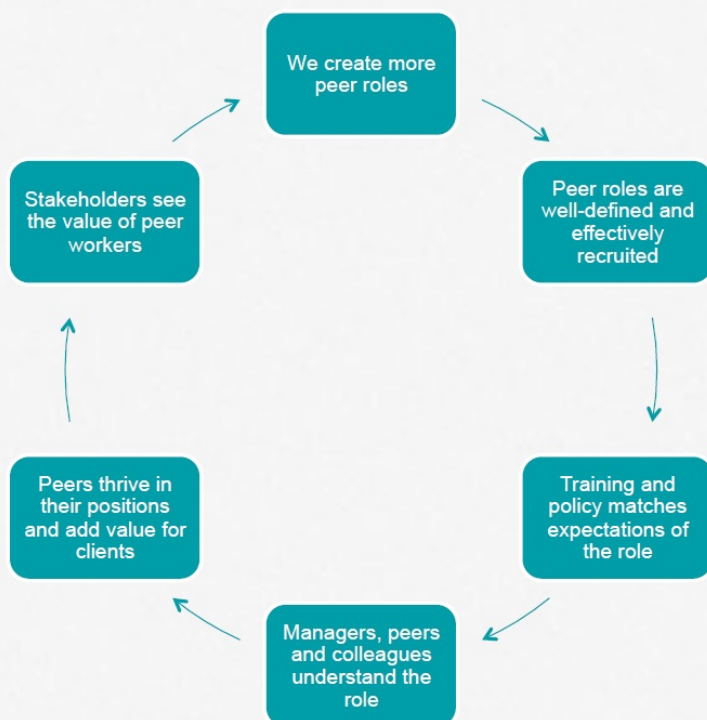 We create more
peer roles
Peer roles are
well-defined and
effectively
recruited
Training and
policy matches
expectations of
the role
Managers, peers
and colleagues
understand the
role
Peers thrive in
their positions
and add value for
clients
Stakeholders see
the value of peer
workers